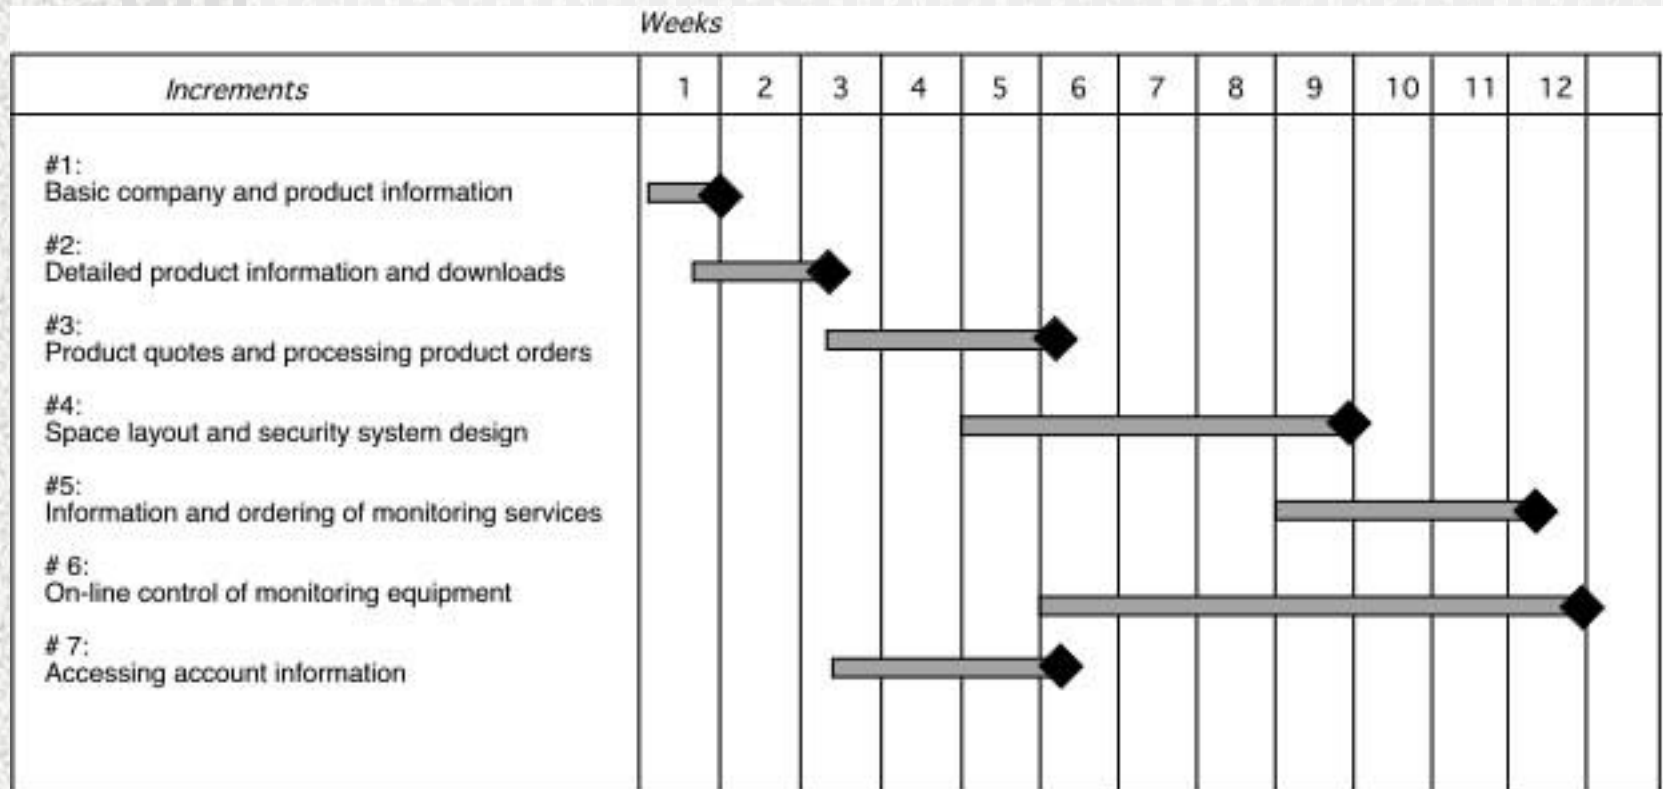 Weeks
Increments 1 2 3 4 5 6 7 8 9 10 11 12
#1:
Basic company and product information
#2:
Detailed product information and downloads
#3:
Product quotes and processing product orders
#4:
Space layout and security system design
#5:
Information and ordering of monitoring services
# 6:
On-line control of monitoring equipment
# 7:
Accessing account information